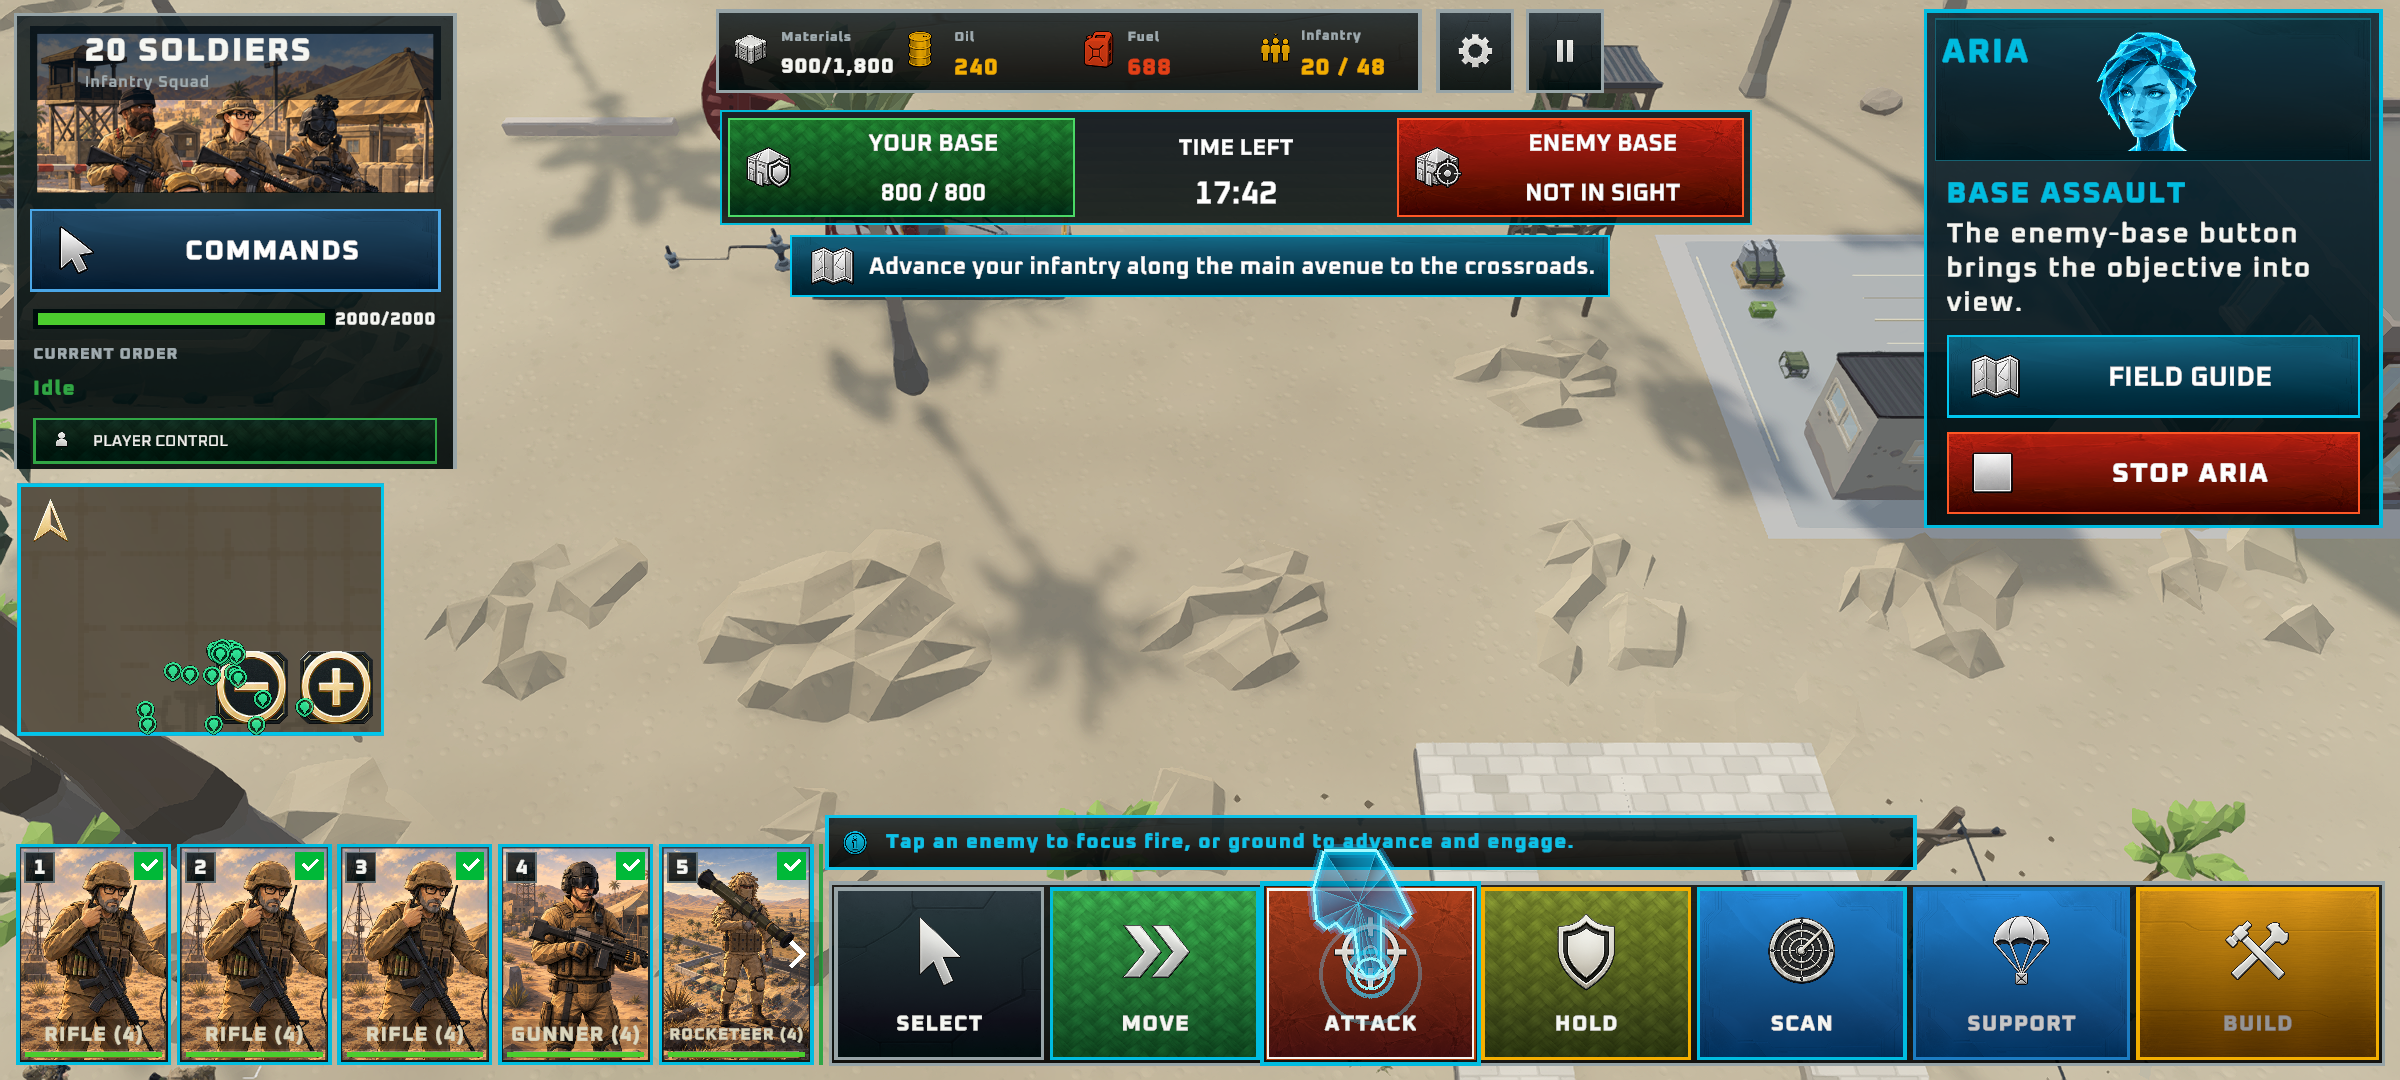 20 SOLDIERS
Infantry Squad
COMMANDS
2000/2000
CURRENT ORDER
Idle
PLAYER CONTROL
Materials
900/1,800
Oil
240
Fuel
688
Infantry
20 / 48
YOUR BASE
800 / 800
TIME LEFT
17:42
ENEMY BASE
NOT IN SIGHT
Advance your infantry along the main avenue to the crossroads.
ARIA
BASE ASSAULT
The enemy-base button
brings the objective into
view.
FIELD GUIDE
STOP ARIA
Tap an enemy to focus fire, or ground to advance and engage.
1
RIFLE (4)
2
RIFLE (4)
3
RIFLE (4)
4
GUNNER (4)
5
ROCKETEER (4)
SELECT
MOVE
ATTACK
HOLD
SCAN
SUPPORT
BUILD